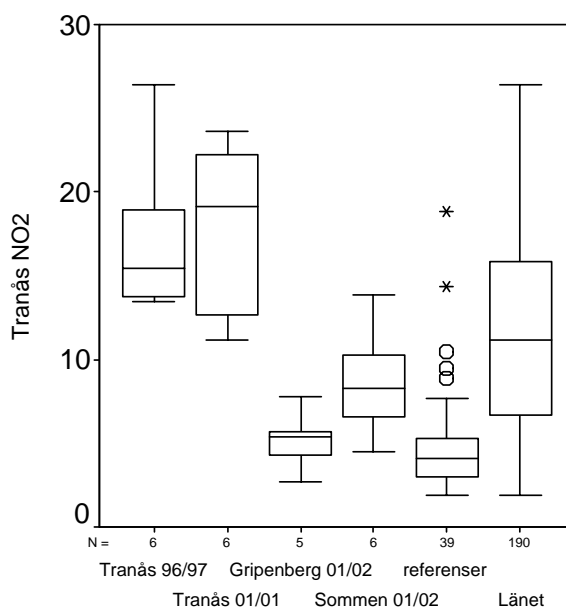 30
20
10
0
Tranås NO2
N = 6 6 5 6 39 190
Tranås 96/97 Gripenberg 01/02 referenser
Tranås 01/01 Sommen 01/02 Länet